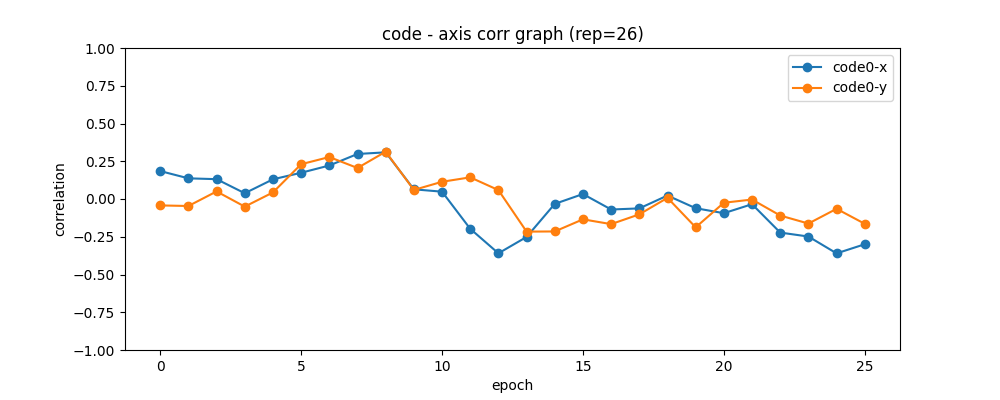 code - axis corr graph (rep=26)
1.00
0.75
0.50
0.25
0.00
−0.25
−0.50
−0.75
−1.00
correlation
code0-x
code0-y
0 5 10 15 20 25
epoch